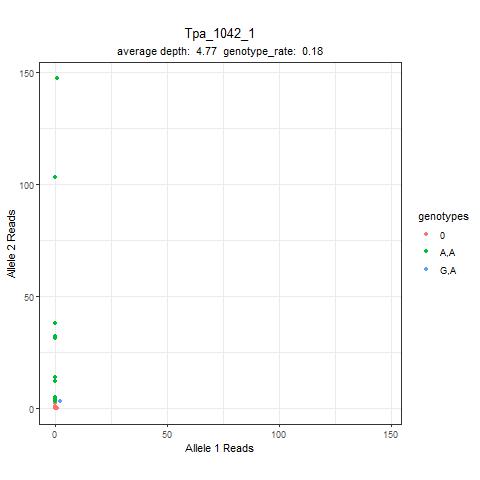 Tpa_1042_1
average depth:  4.77  genotype_rate:  0.18
150
100
50
0
Allele 2 Reads
0
50
100
150
Allele 1 Reads
genotypes
0
A,A
G,A